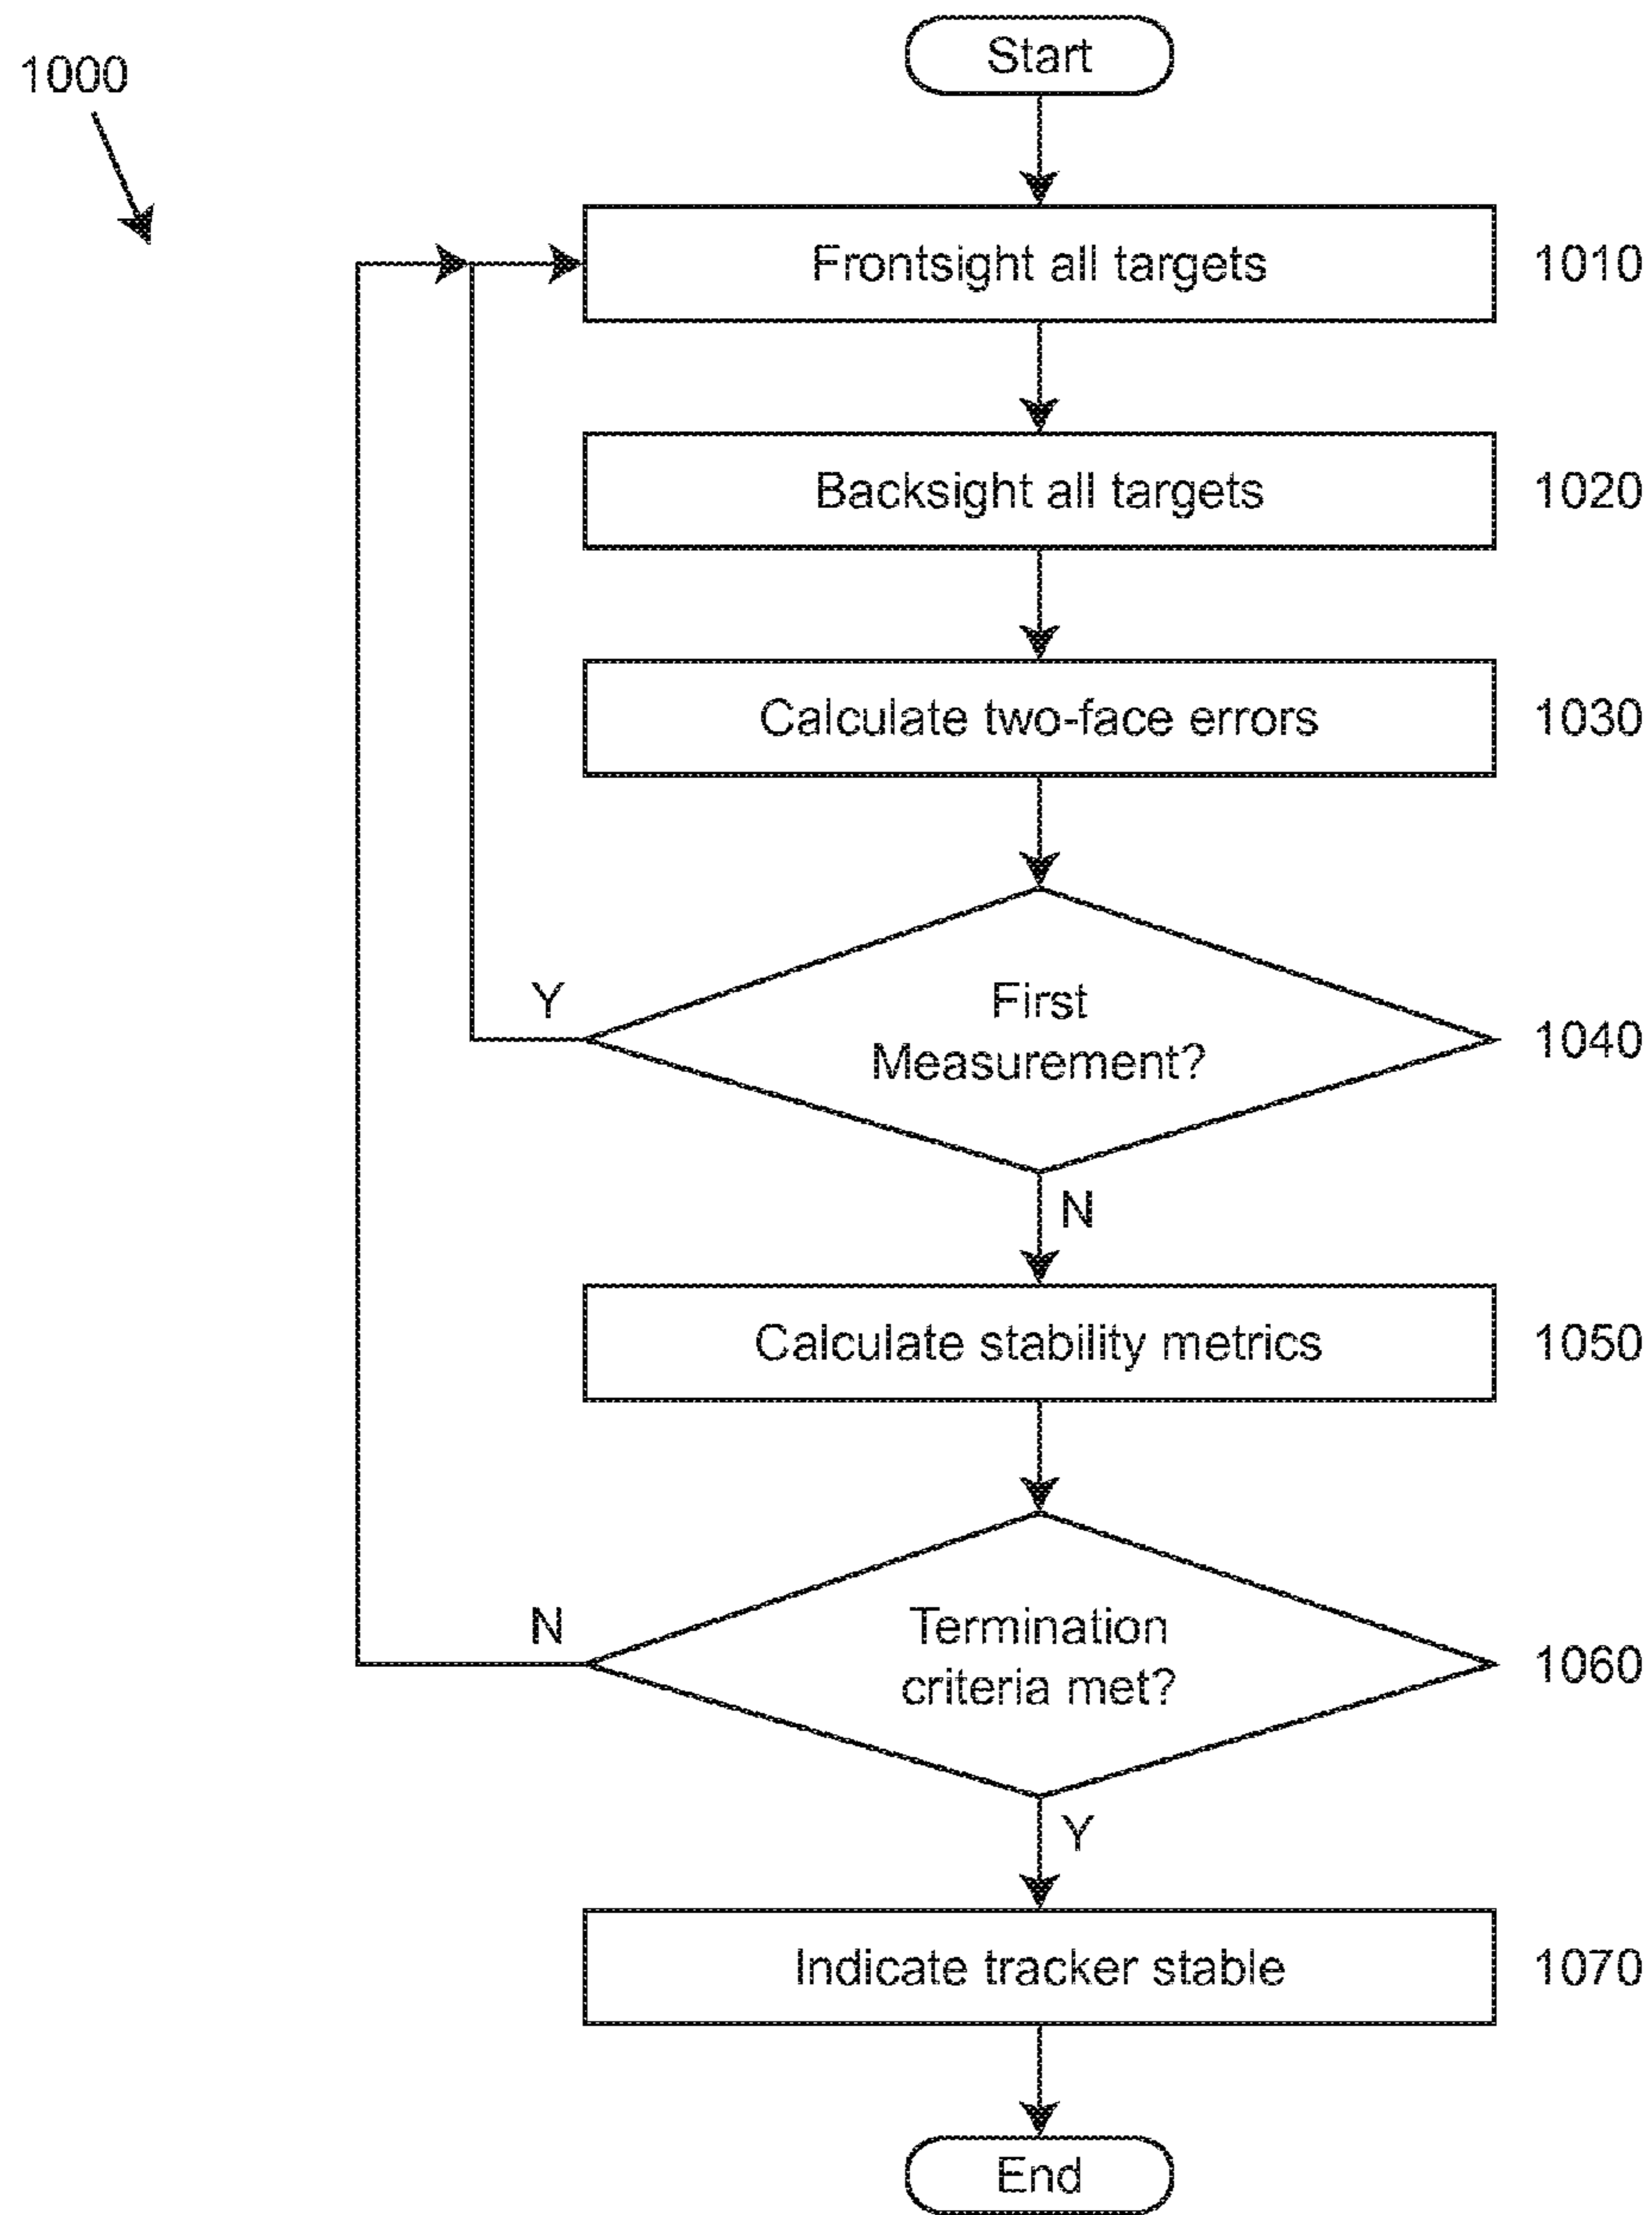 1000
Start
Frontsight all targets
1010
Backsight all targets
1020
Calculate two-face errors
1030
Y
First
Measurement?
1040
N
Calculate stability metrics
1050
N
Termination
criteria met?
1060
Y
Indicate tracker stable
1070
End